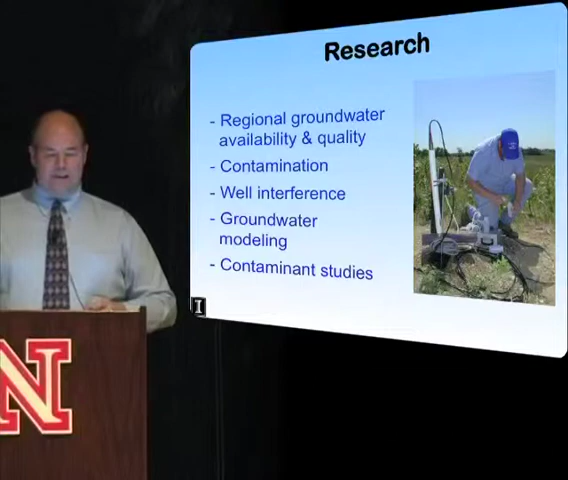 Research
- Regional groundwater
availability & quality
- Contamination
- Well interference
- Groundwater
modeling
- Contaminant studies
I
N